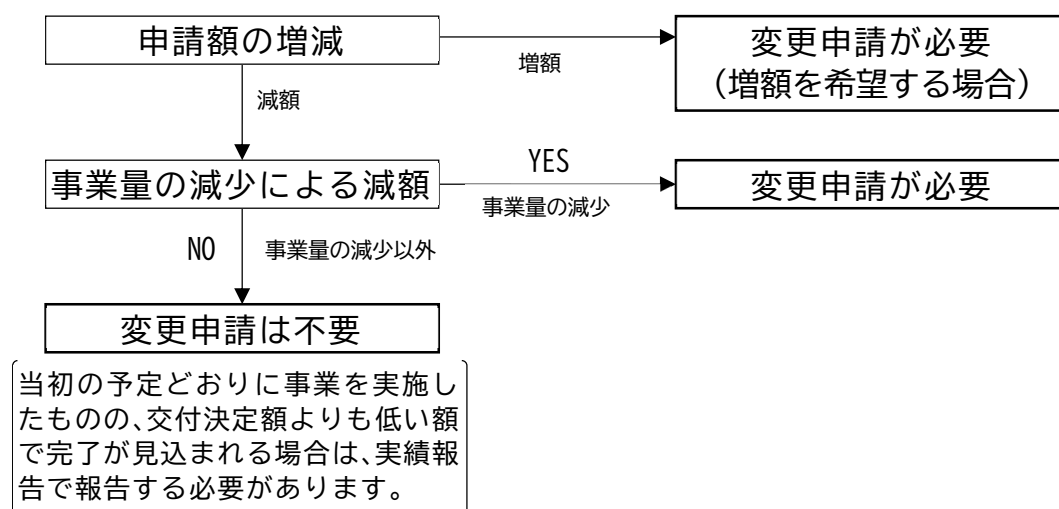 申請額の増減
増額
変更申請が必要
（増額を希望する場合）
減額
事業量の減少による減額
YES
事業量の減少
変更申請が必要
NO
事業量の減少以外
変更申請は不要
当初の予定どおりに事業を実施し
たものの、交付決定額よりも低い額
で完了が見込まれる場合は、実績報
告で報告する必要があります。